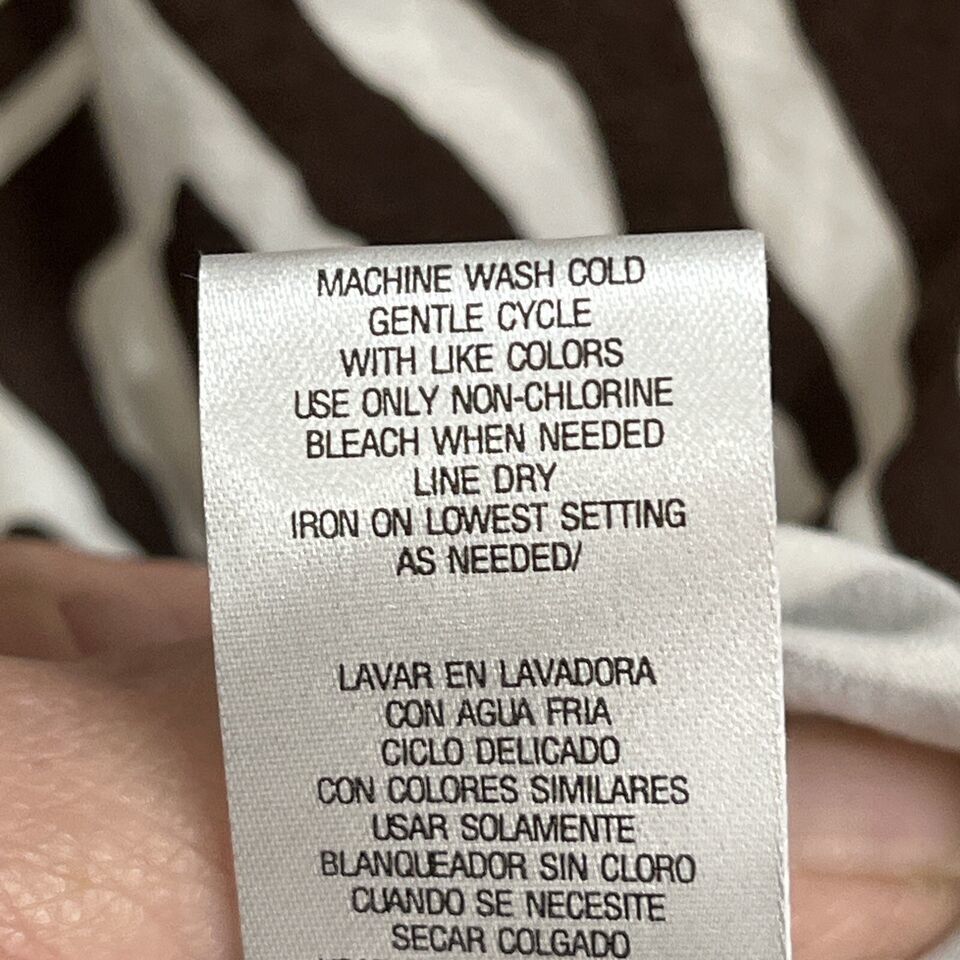 MACHINE WASH COLD
GENTLE CYCLE
WITH LIKE COLORS
USE ONLY NON-CHLORINE
BLEACH WHEN NEEDED
LINE DRY
IRON ON LOWEST SETTING
AS NEEDED/
LAVAR EN LAVADORA
CON AGUA FRIA
CICLO DELICADO
CON COLORES SIMILARES
USAR SOLAMENTE
BLANQUEADOR SIN CLORO
CUANDO SE NECESITE
SECAR COLGADO